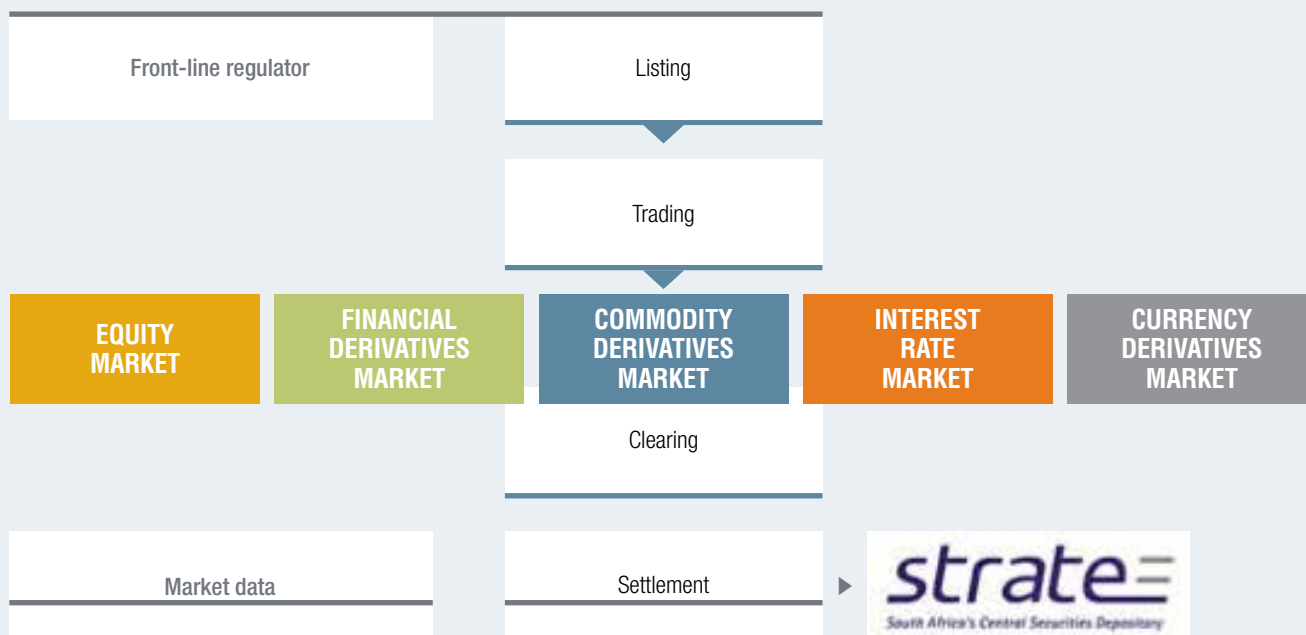 Front-line regulator
Listing
Trading
EQUITY
MARKET
FINANCIAL
DERIVATIVES
MARKET
COMMODITY
DERIVATIVES
MARKET
INTEREST
RATE
MARKET
CURRENCY
DERIVATIVES
MARKET
Clearing
Market data
Settlement
strate
South Africa's Central Securities Depository